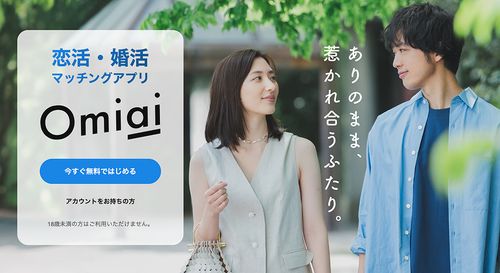 恋活・婚活
マッチングアプリ
Omiai
今すぐ無料ではじめる
アカウントをお持ちの方
18歳未満の方はご利用いただけません。
ありのまま、
惹かれ合うふたり。